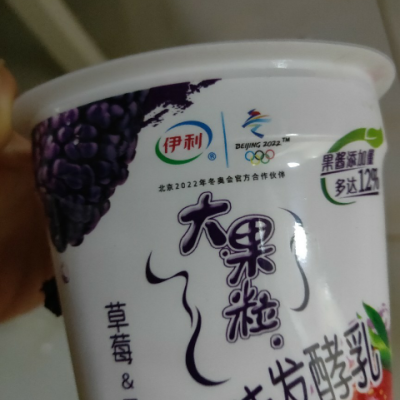 伊利
®
BEIJING 2022™
北京2022年冬奥会官方合作伙伴
果酱添加量
多达12%
大果粒
草莓&
发酵乳